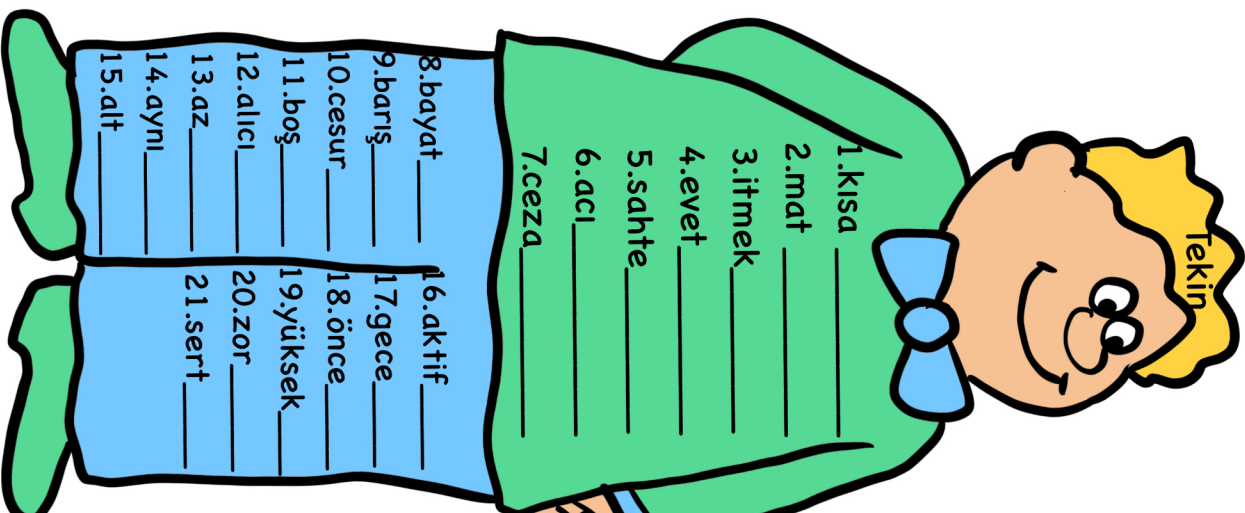 Tekin
1.kısa
2.mat
3.itmek
4.evet
5.sahte
6.acı
7.ceza
8.bayat
9.barış
10.cesur
11.boş
12.alıcı
13.az
14.aynı
15.alt
16.aktif
17.gece
18.önce
19.yüksek
20.zor
21.sert